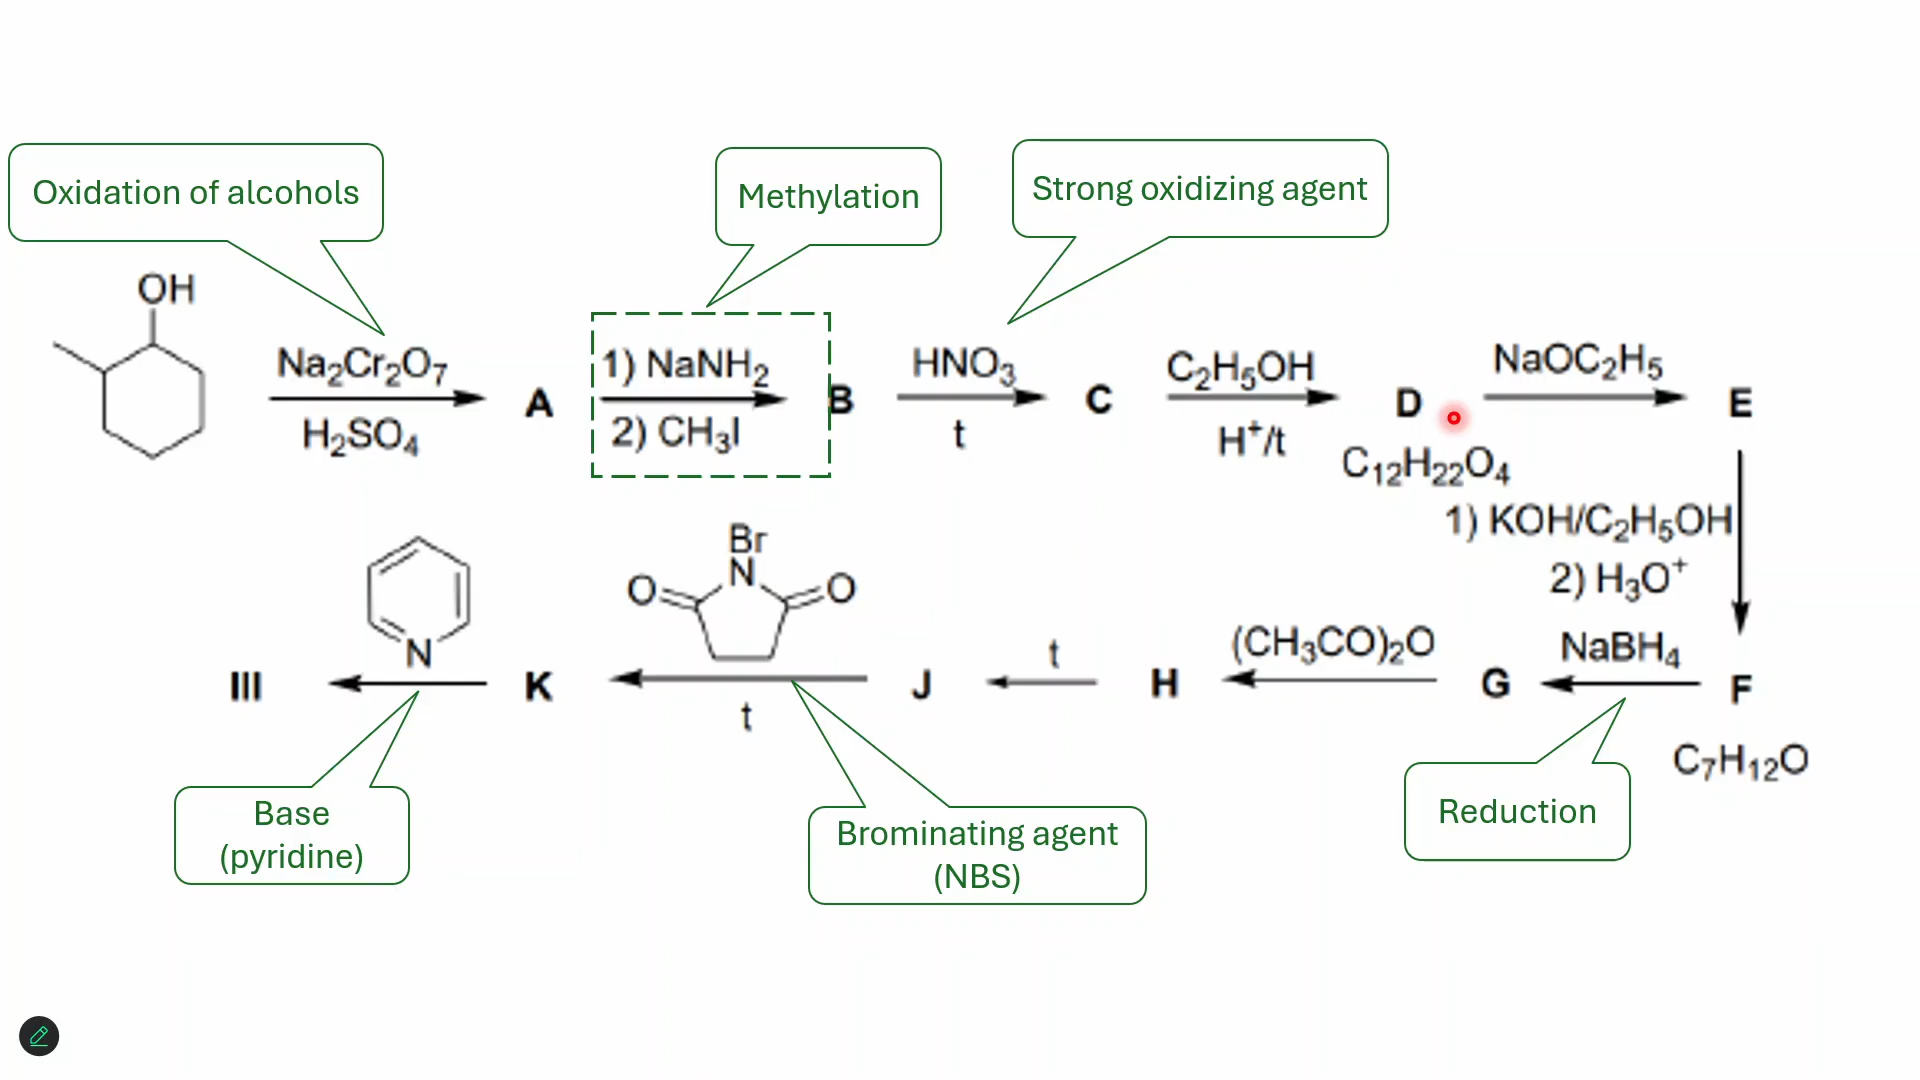 Oxidation of alcohols
Methylation
Strong oxidizing agent
OH
Na₂Cr₂O₇
H₂SO₄
A
1) NaNH₂
2) CH₃I
B
HNO₃
t
C
C₂H₅OH
H⁺/t
D
C₁₂H₂₂O₄
NaOC₂H₅
E
1) KOH/C₂H₅OH
2) H₃O⁺
F
C₇H₁₂O
NaBH₄
G
(CH₃CO)₂O
H
t
J
Br
N
O
O
t
K
N
III
Base
(pyridine)
Brominating agent
(NBS)
Reduction